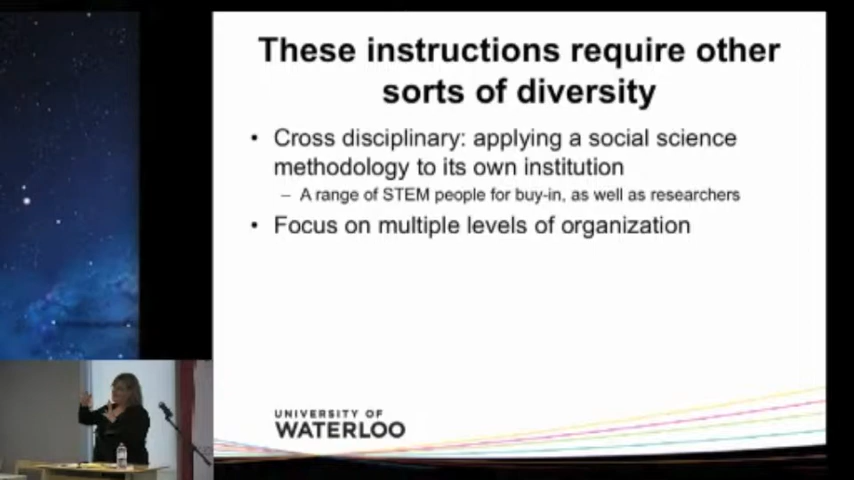 These instructions require other
sorts of diversity
• Cross disciplinary: applying a social science
methodology to its own institution
– A range of STEM people for buy-in, as well as researchers
• Focus on multiple levels of organization
UNIVERSITY OF
WATERLOO